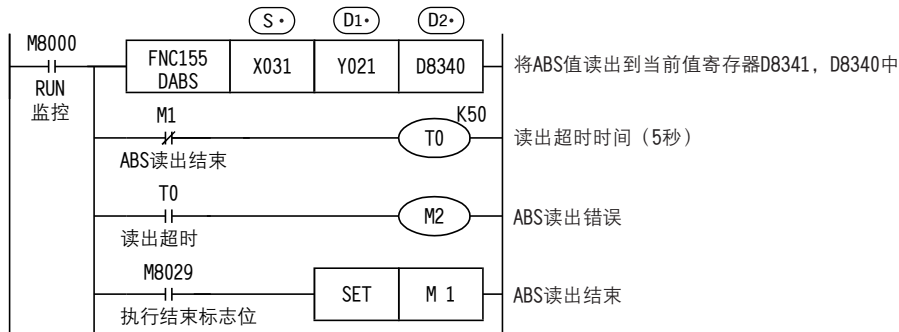 S· D1· D2·
M8000
FNC155 DABS X031 Y021 D8340 将ABS值读出到当前值寄存器D8341，D8340中
RUN
监控
M1 K50
T0 读出超时时间（5秒）
ABS读出结束
T0
M2 ABS读出错误
读出超时
M8029
SET M 1 ABS读出结束
执行结束标志位